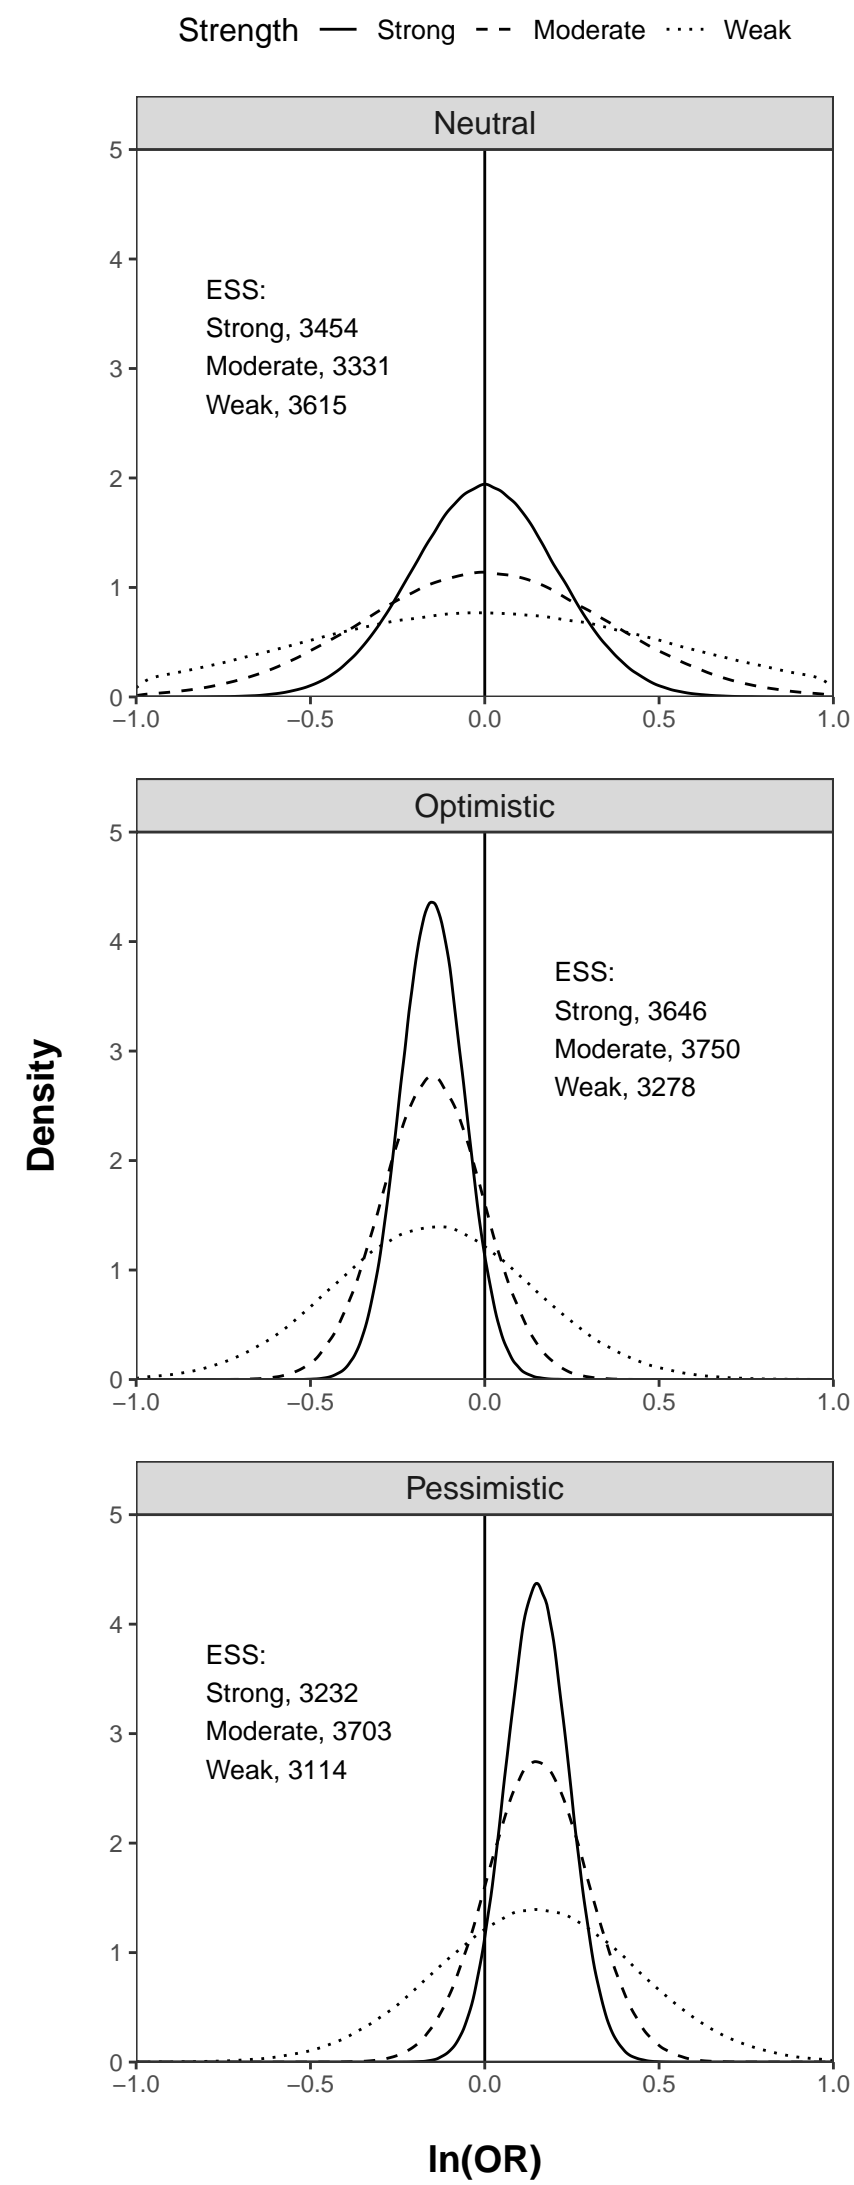 Strength Strong Moderate Weak
Neutral
5
4
3
2
1
0
ESS:
Strong, 3454
Moderate, 3331
Weak, 3615
−1.0 −0.5 0.0 0.5 1.0
Optimistic
5
4
3
2
1
0
ESS:
Strong, 3646
Moderate, 3750
Weak, 3278
−1.0 −0.5 0.0 0.5 1.0
Density
Pessimistic
5
4
3
2
1
0
ESS:
Strong, 3232
Moderate, 3703
Weak, 3114
−1.0 −0.5 0.0 0.5 1.0
ln(OR)